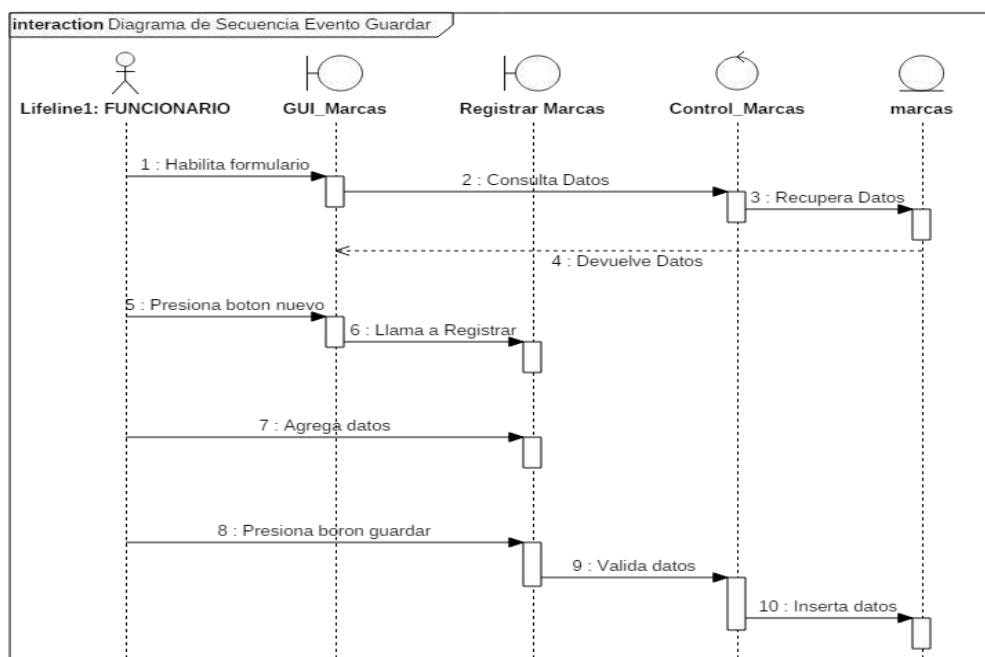 interaction Diagrama de Secuencia Evento Guardar
Lifeline1: FUNCIONARIO
GUI_Marcas
Registrar Marcas
Control_Marcas
marcas
1 : Habilita formulario
2 : Consulta Datos
3 : Recupera Datos
4 : Devuelve Datos
5 : Presiona boton nuevo
6 : Llama a Registrar
7 : Agrega datos
8 : Presiona boron guardar
9 : Valida datos
10 : Inserta datos